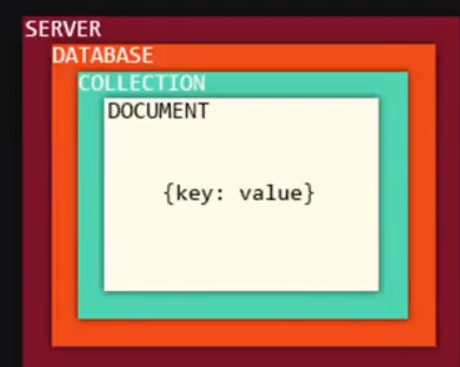 SERVER
DATABASE
COLLECTION
DOCUMENT
{key: value}